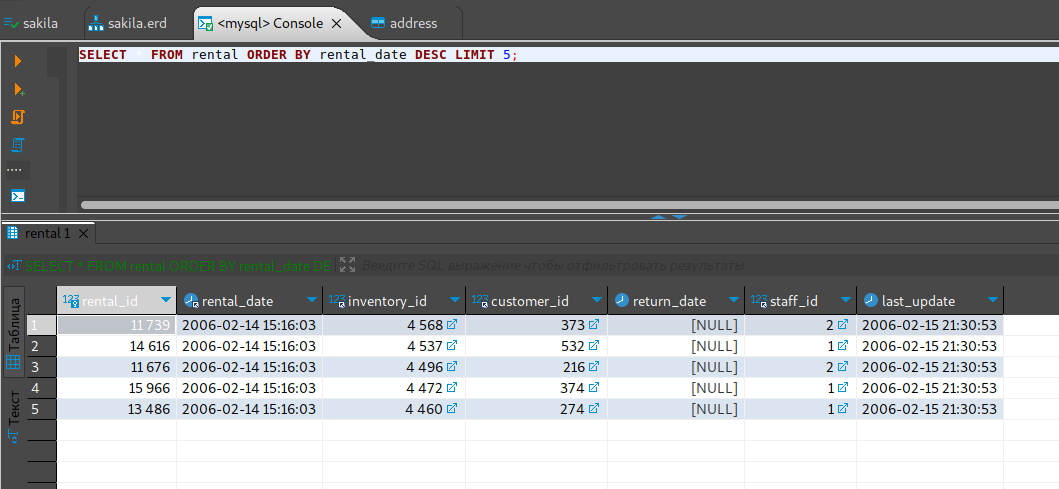 sakila sakila.erd <mysql> Console address
SELECT * FROM rental ORDER BY rental_date DESC LIMIT 5;
rental 1
SELECT * FROM rental ORDER BY rental_date DE Введите SQL выражение чтобы отфильтровать результаты
Таблица
Текст
123 rental_id rental_date 123 inventory_id 123 customer_id return_date 123 staff_id last_update
1 11 739 2006-02-14 15:16:03 4 568 373 [NULL] 2 2006-02-15 21:30:53
2 14 616 2006-02-14 15:16:03 4 537 532 [NULL] 1 2006-02-15 21:30:53
3 11 676 2006-02-14 15:16:03 4 496 216 [NULL] 2 2006-02-15 21:30:53
4 15 966 2006-02-14 15:16:03 4 472 374 [NULL] 1 2006-02-15 21:30:53
5 13 486 2006-02-14 15:16:03 4 460 274 [NULL] 1 2006-02-15 21:30:53